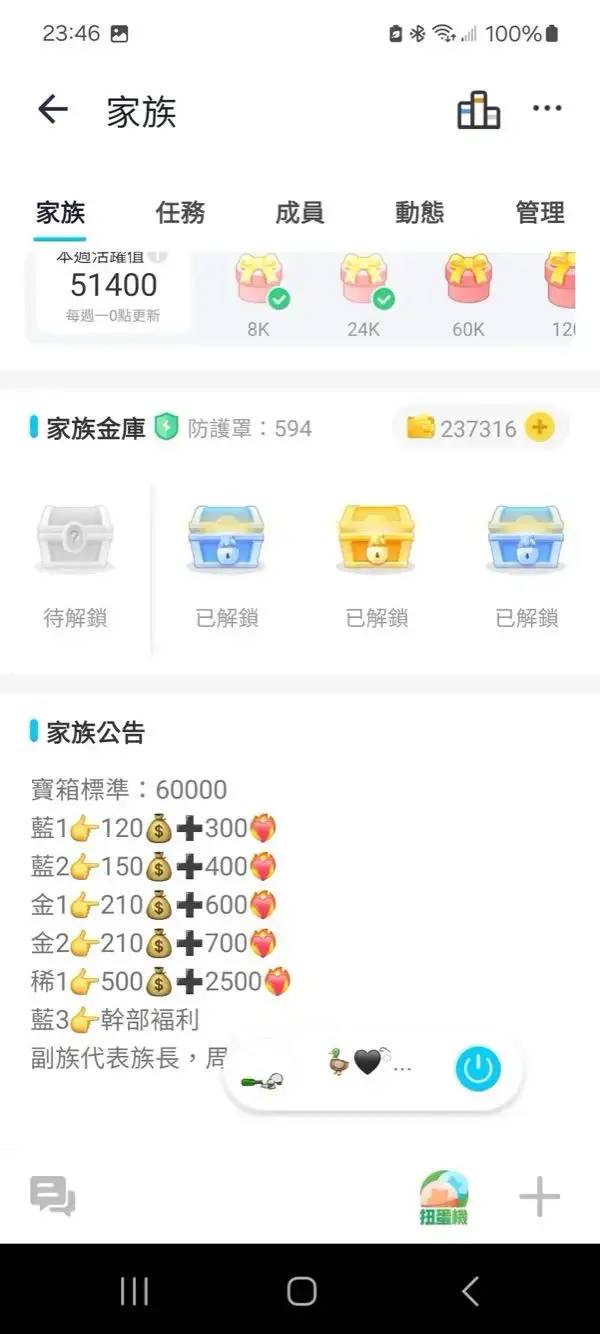 23:46 100%
家族
家族 任務 成員 動態 管理
本週活躍值
51400
每週一0點更新
8K 24K 60K 120
家族金庫 防護罩：594 237316
待解鎖 已解鎖 已解鎖 已解鎖
家族公告
寶箱標準：60000
藍1👉120💰➕300❤️‍🔥
藍2👉150💰➕400❤️‍🔥
金1👉210💰➕600❤️‍🔥
金2👉210💰➕700❤️‍🔥
稀1👉500💰➕2500❤️‍🔥
藍3👉幹部福利
副族代表族長，周
🦆🖤...
扭蛋機